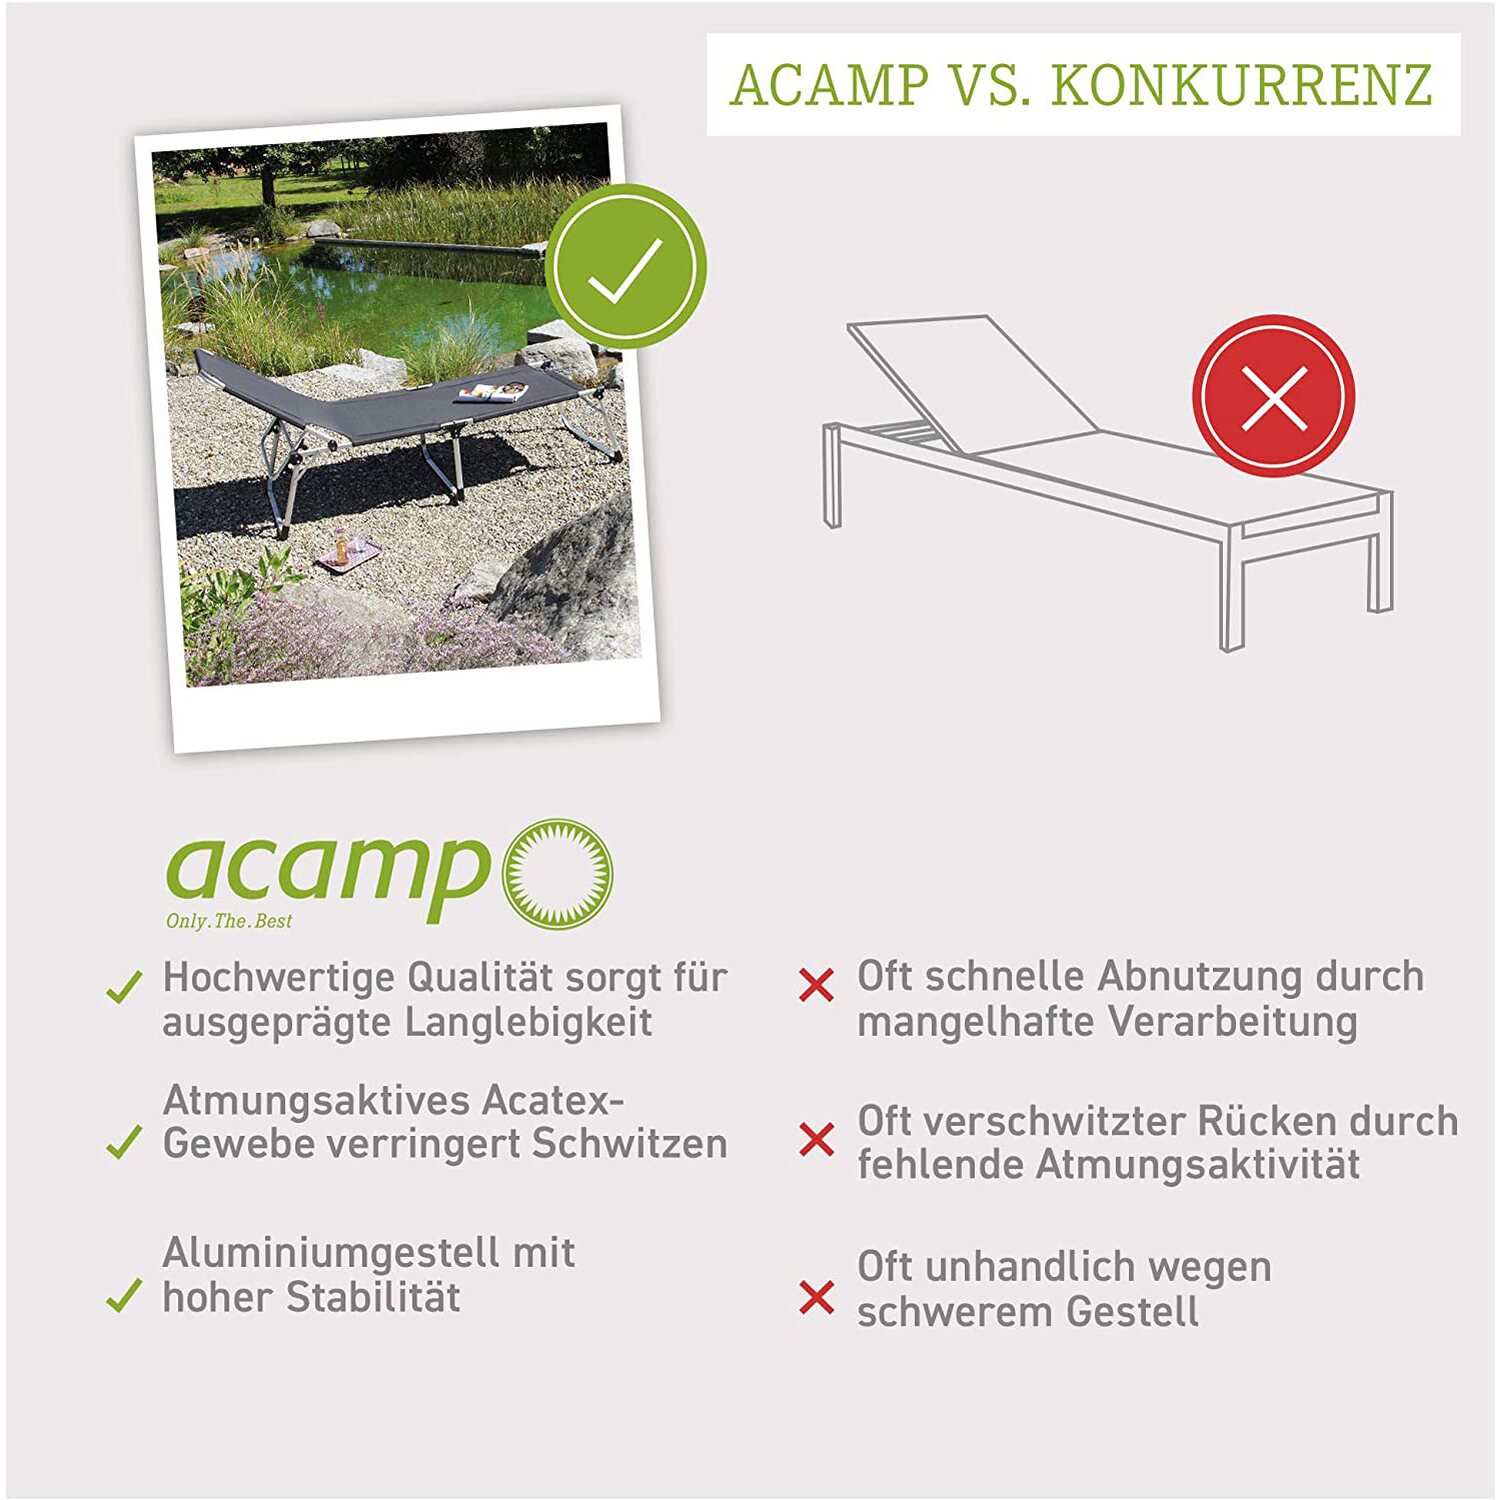 ACAMP VS. KONKURRENZ
acamp
Only.The.Best
Hochwertige Qualität sorgt für
ausgeprägte Langlebigkeit
Atmungsaktives Acatex-
Gewebe verringert Schwitzen
Aluminiumgestell mit
hoher Stabilität
Oft schnelle Abnutzung durch
mangelhafte Verarbeitung
Oft verschwitzter Rücken durch
fehlende Atmungsaktivität
Oft unhandlich wegen
schwerem Gestell